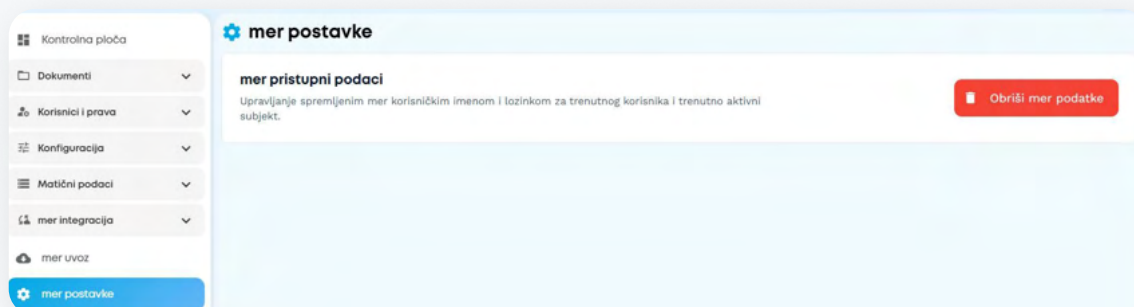 Kontrolna ploča
Dokumenti
Korisnici i prava
Konfiguracija
Matični podaci
mer integracija
mer uvoz
mer postavke
mer postavke
mer pristupni podaci
Upravljanje spremljenim mer korisničkim imenom i lozinkom za trenutnog korisnika i trenutno aktivni
subjekt.
Obriši mer podatke